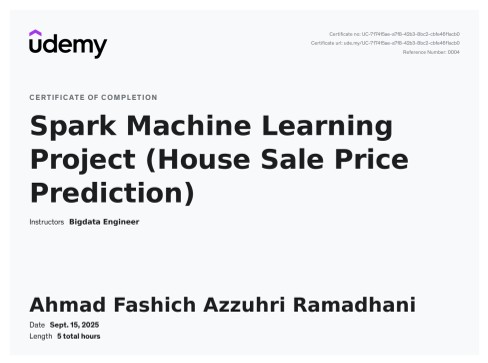 udemy
Reference Number: 0004
CERTIFICATE OF COMPLETION
Spark Machine Learning
Project (House Sale Price
Prediction)
Instructors Bigdata Engineer
Ahmad Fashich Azzuhri Ramadhani
Date Sept. 15, 2025
Length 5 total hours